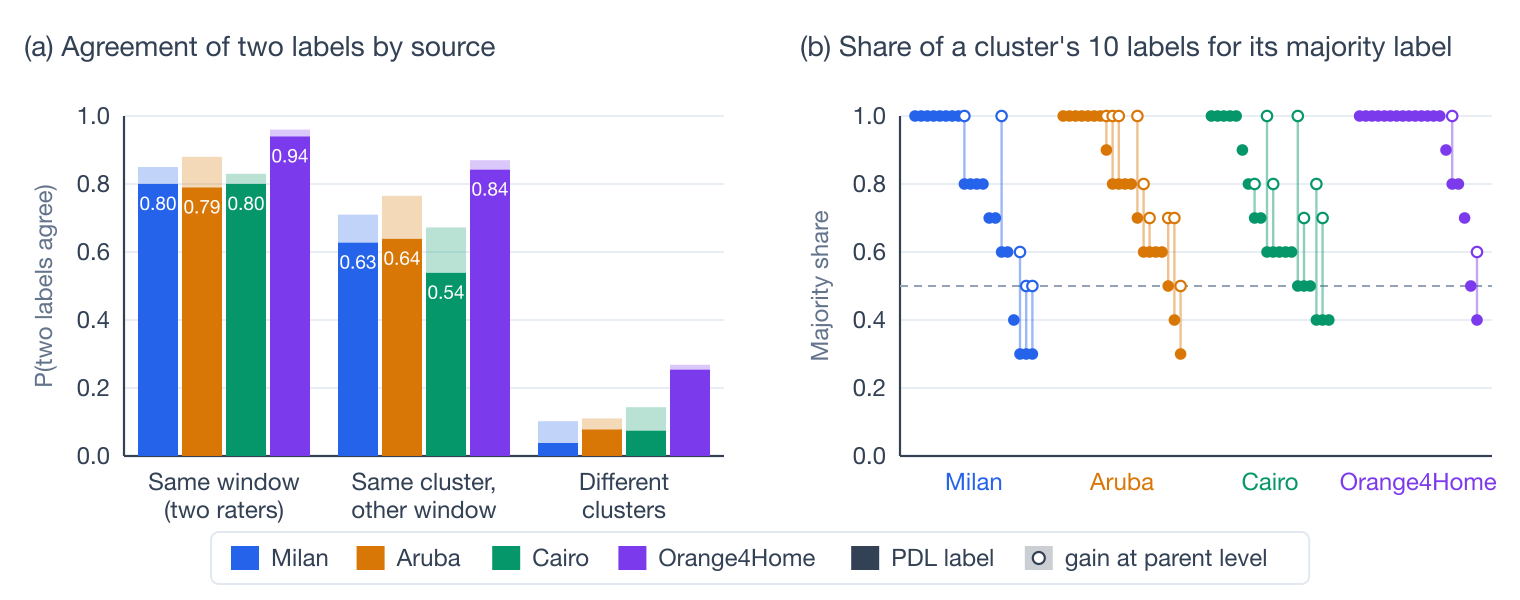 (a) Agreement of two labels by source
P(two labels agree)
1.0
0.8
0.6
0.4
0.2
0.0
0.80
0.79
0.80
0.94
0.63
0.64
0.54
0.84
Same window
(two raters)
Same cluster,
other window
Different
clusters
(b) Share of a cluster's 10 labels for its majority label
Majority share
1.0
0.8
0.6
0.4
0.2
0.0
Milan
Aruba
Cairo
Orange4Home
Milan
Aruba
Cairo
Orange4Home
PDL label
gain at parent level